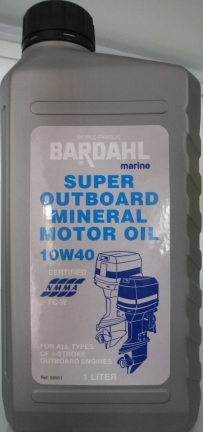 WORLD FAMOUS
BARDAHL
marine
SUPER
OUTBOARD
MINERAL
MOTOR OIL
10W40
CERTIFIED
NMMA
FC-W
FOR ALL TYPES
OF 4-STROKE
OUTBOARD ENGINES
1 LITER